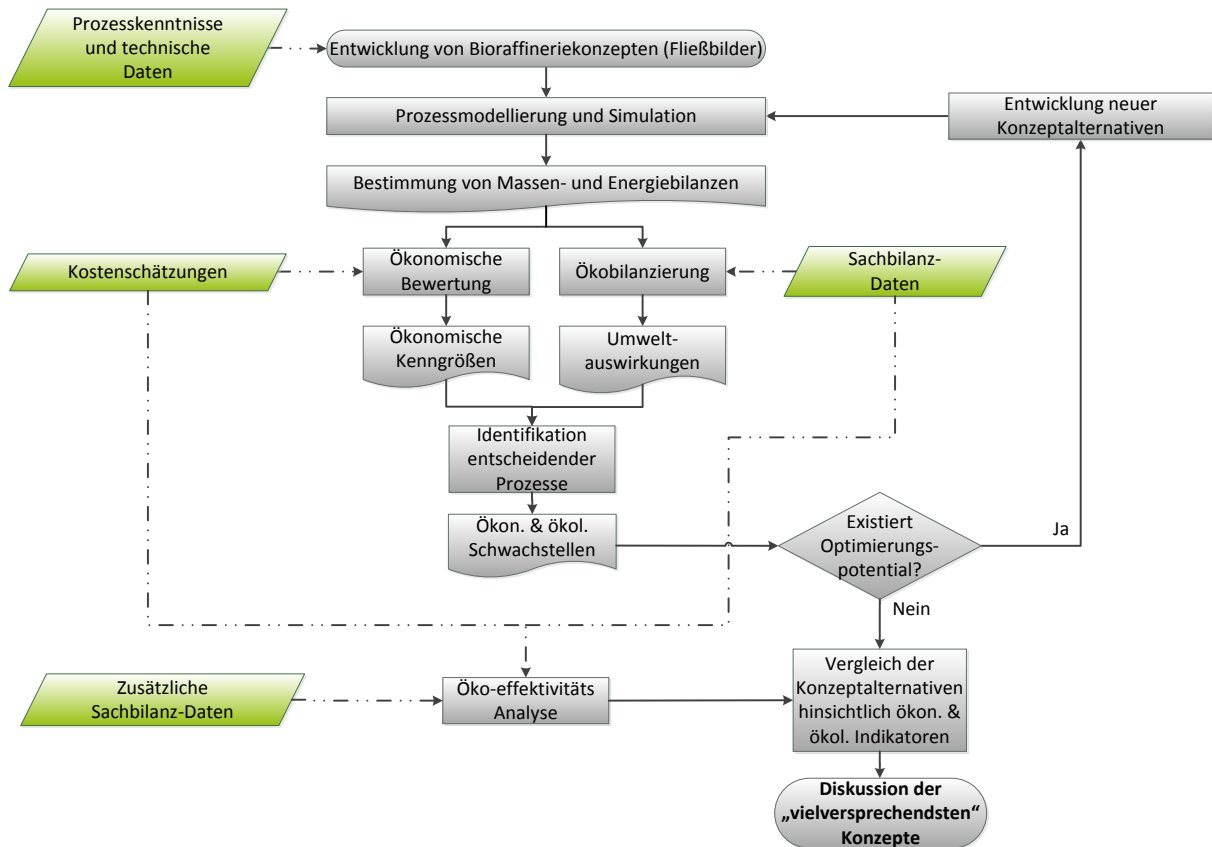 Prozesskenntnisse
und technische
Daten
Entwicklung von Bioraffineriekonzepten (Fließbilder)
Prozessmodellierung und Simulation
Entwicklung neuer
Konzeptalternativen
Bestimmung von Massen- und Energiebilanzen
Kostenschätzungen
Ökonomische
Bewertung
Ökobilanzierung
Sachbilanz-
Daten
Ökonomische
Kenngrößen
Umwelt-
auswirkungen
Identifikation
entscheidender
Prozesse
Ökon. & ökol.
Schwachstellen
Existiert
Optimierungs-
potential?
Ja
Nein
Zusätzliche
Sachbilanz-Daten
Öko-effektivitäts
Analyse
Vergleich der
Konzeptalternativen
hinsichtlich ökon. &
ökol. Indikatoren
Diskussion der
„vielversprechendsten“
Konzepte